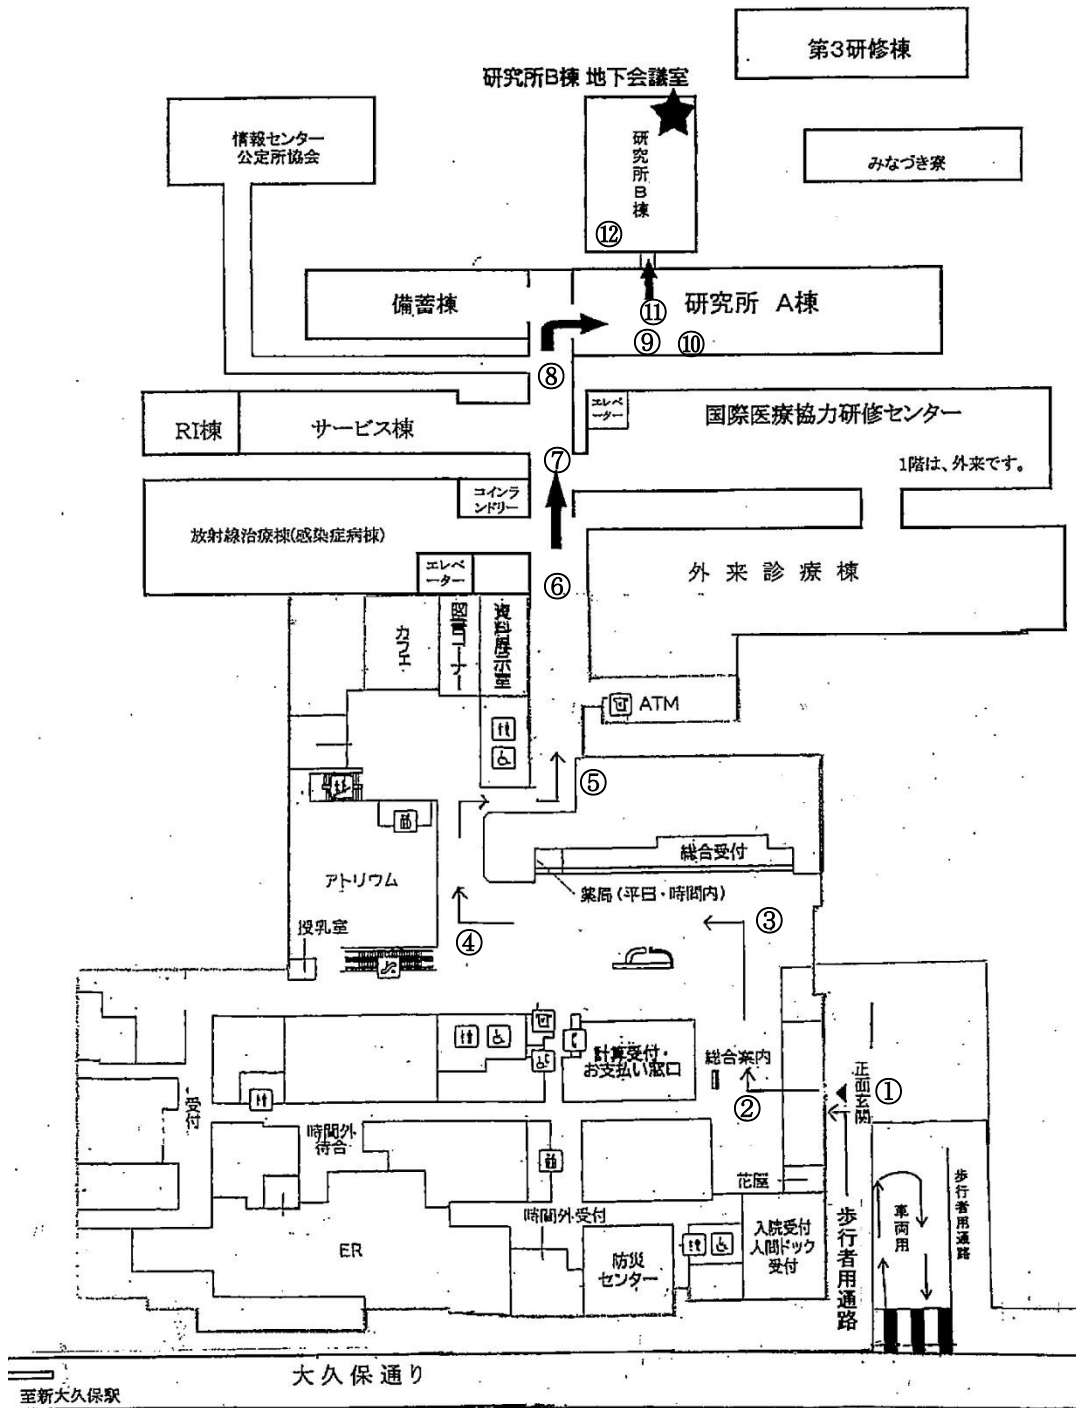 第3研修棟
研究所B棟 地下会議室
情報センター
公定所協会
研究所B棟
みなづき寮
⑫
備蓄棟
研究所 A棟
⑪
⑨
⑩
⑧
エレベ
ーター
国際医療協力研修センター
RI棟
サービス棟
⑦
1階は、外来です。
コインラ
ンドリー
放射線治療棟(感染症病棟)
エレベ
ーター
⑥
外来診療棟
カフェ
図書コーナー
資料展示室
ATM
⑤
総合受付
アトリウム
薬局(平日・時間内)
授乳室
④
③
計算受付・
お支払い窓口
総合案内
正面玄関
①
②
受付
時間外
待合
花屋
時間外受付
入院受付
人間ドック
受付
ER
防災
センター
歩行者用通路
車両用
歩行者用通路
大久保通り
至新大久保駅